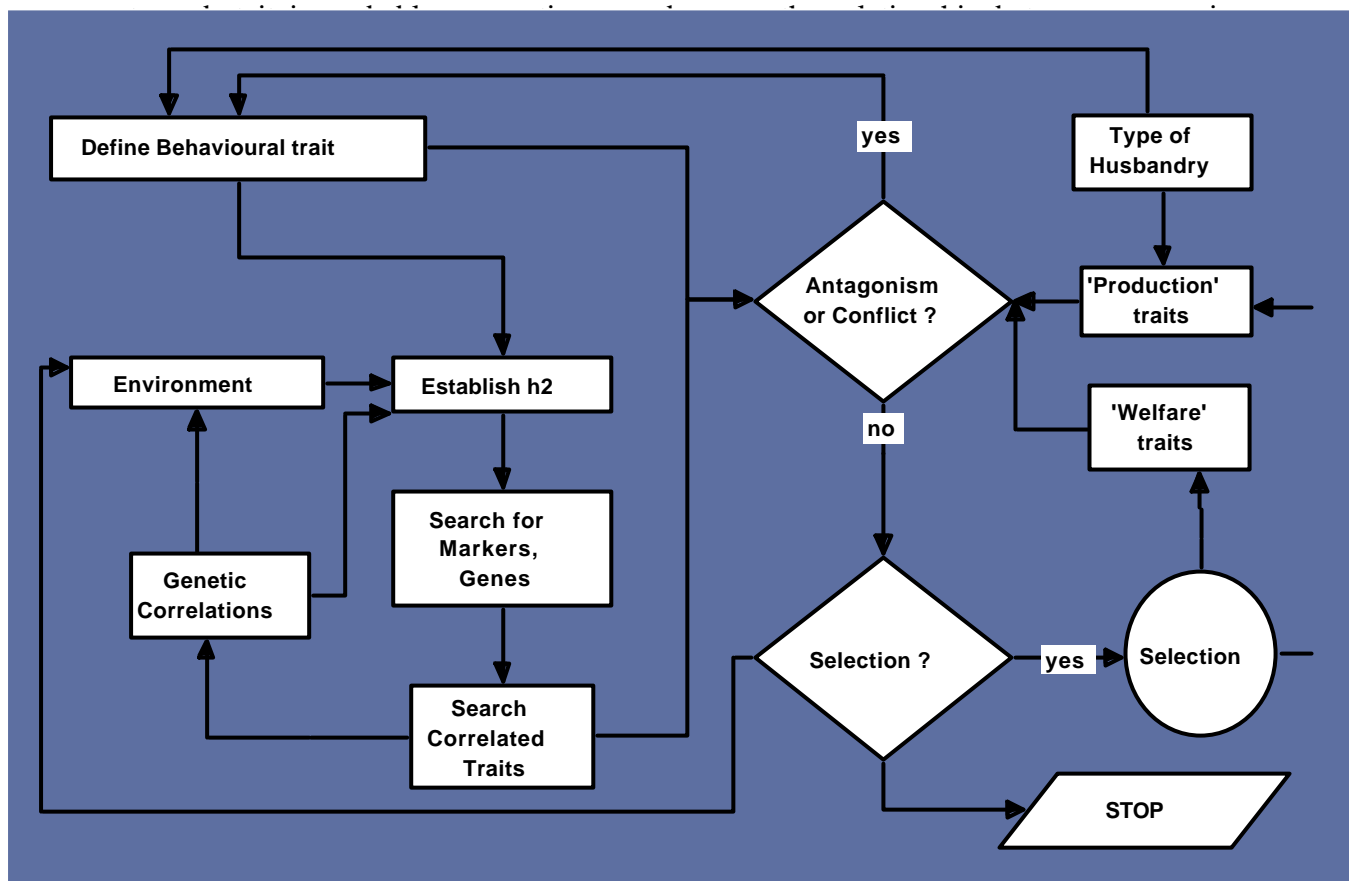 Define Behavioural trait
yes
Type of
Husbandry
Antagonism
or Conflict ?
'Production'
traits
Environment
Establish h2
'Welfare'
traits
no
Search for
Markers,
Genes
Genetic
Correlations
Selection ?
yes
Selection
Search
Correlated
Traits
STOP